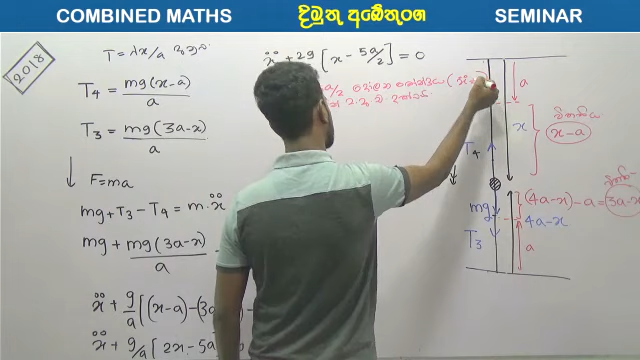 COMBINED MATHS
දිමුතු අබේතුංග
SEMINAR
2018
T = λx/a
T₄ = mg(x-a)/a
T₃ = mg(3a-x)/a
↓ F=ma
mg + T₃ - T₄ = m.ẍ
mg + mg(3a-x)/a -
ẍ + g/a[(x-a)-(3a
ẍ + g/a[2x-5a
ẍ + 2g[x - 5a/2] = 0
a/2
a
x
x-a
T₄
mg
T₃
(4a-x)-a = 3a-x
4a-x
a